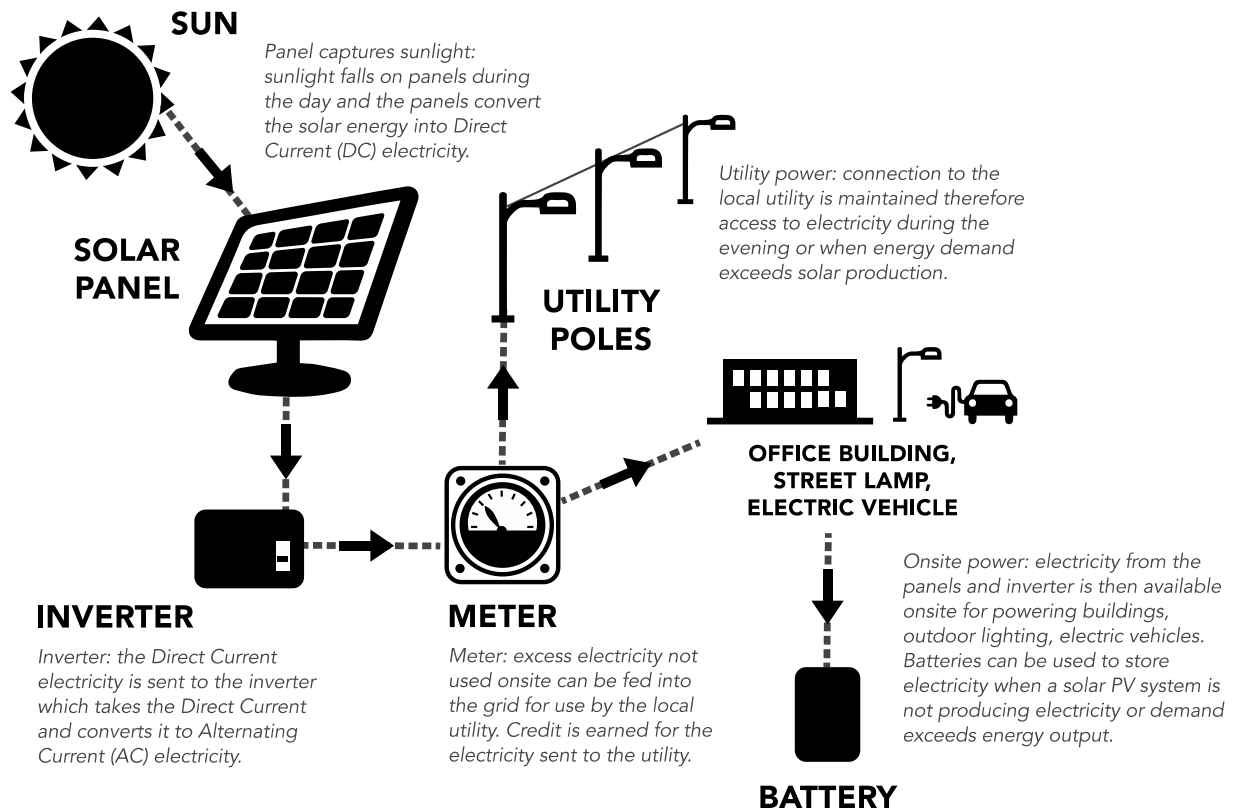 SUN
Panel captures sunlight:
sunlight falls on panels during
the day and the panels convert
the solar energy into Direct
Current (DC) electricity.
SOLAR
PANEL
UTILITY
POLES
Utility power: connection to the
local utility is maintained therefore
access to electricity during the
evening or when energy demand
exceeds solar production.
OFFICE BUILDING,
STREET LAMP,
ELECTRIC VEHICLE
INVERTER
Inverter: the Direct Current
electricity is sent to the inverter
which takes the Direct Current
and converts it to Alternating
Current (AC) electricity.
METER
Meter: excess electricity not
used onsite can be fed into
the grid for use by the local
utility. Credit is earned for the
electricity sent to the utility.
Onsite power: electricity from the
panels and inverter is then available
onsite for powering buildings,
outdoor lighting, electric vehicles.
Batteries can be used to store
electricity when a solar PV system is
not producing electricity or demand
exceeds energy output.
BATTERY